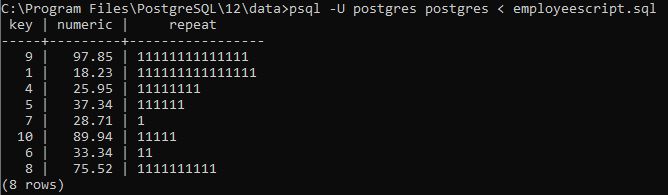 C:\Program Files\PostgreSQL\12\data>psql -U postgres postgres < employeescript.sql
 key | numeric |     repeat
-----+---------+-----------------
   9 |   97.85 | 11111111111111
   1 |   18.23 | 111111111111111
   4 |   25.95 | 11111111
   5 |   37.34 | 111111
   7 |   28.71 | 1
  10 |   89.94 | 11111
   6 |   33.34 | 11
   8 |   75.52 | 1111111111
(8 rows)